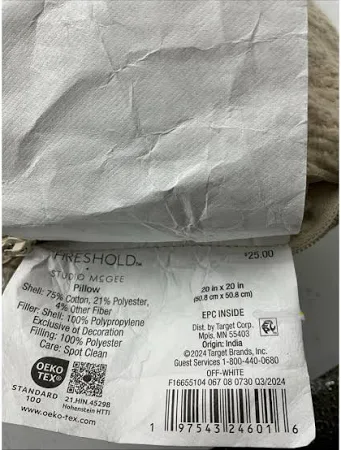 THRESHOLD™
STUDIO McGEE
$25.00
Pillow
Shell: 75% Cotton, 21% Polyester,
4% Other Fiber
Filler: Shell: 100% Polypropylene
Exclusive of Decoration
Filling: 100% Polyester
Care: Spot Clean
OEKO
TEX®
STANDARD
100
21.HIN.45298
Hohenstein HTTI
www.oeko-tex.com
20 in x 20 in
(50.8 cm x 50.8 cm)
EPC INSIDE
Dist. by Target Corp.
Mpls, MN 55403
Origin: India
©2024 Target Brands, Inc.
Guest Services 1-800-440-0680
OFF-WHITE
F16655104 067 08 0730 Q3/2024
1 97543 24601 6